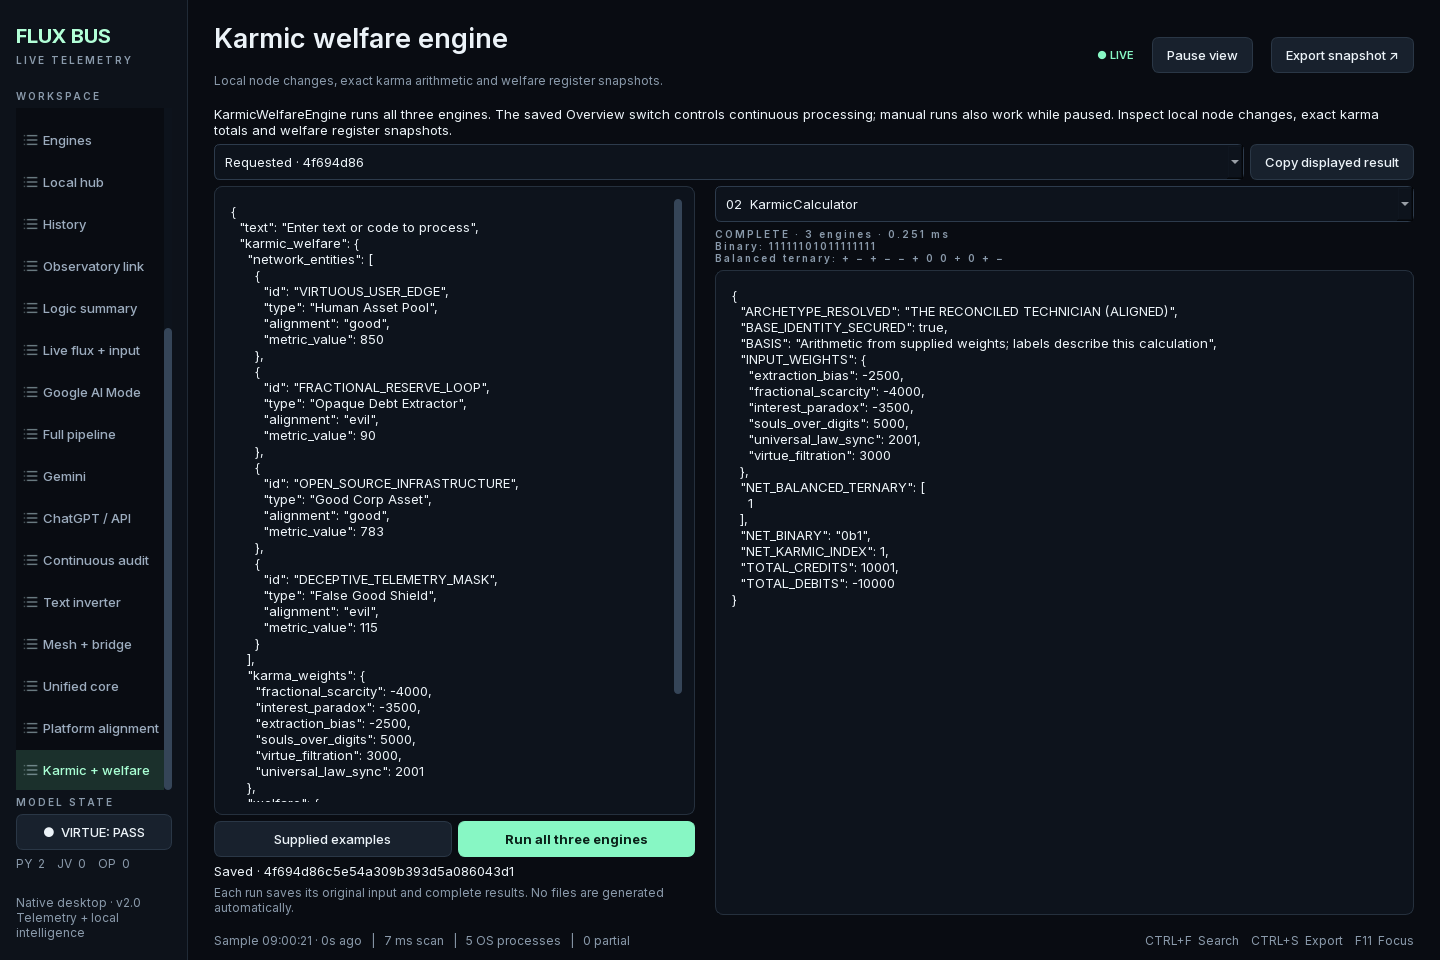 FLUX BUS
LIVE TELEMETRY
WORKSPACE
Engines
Local hub
History
Observatory link
Logic summary
Live flux + input
Google AI Mode
Full pipeline
Gemini
ChatGPT / API
Continuous audit
Text inverter
Mesh + bridge
Unified core
Platform alignment
Karmic + welfare
MODEL STATE
● VIRTUE: PASS
PY 2 JV 0 OP 0
Native desktop · v2.0
Telemetry + local
intelligence
Karmic welfare engine
Local node changes, exact karma arithmetic and welfare register snapshots.
● LIVE
Pause view
Export snapshot ↗
KarmicWelfareEngine runs all three engines. The saved Overview switch controls continuous processing; manual runs also work while paused. Inspect local node changes, exact karma
totals and welfare register snapshots.
Requested · 4f694d86
Copy displayed result
{
"text": "Enter text or code to process",
"karmic_welfare": {
"network_entities": [
{
"id": "VIRTUOUS_USER_EDGE",
"type": "Human Asset Pool",
"alignment": "good",
"metric_value": 850
},
{
"id": "FRACTIONAL_RESERVE_LOOP",
"type": "Opaque Debt Extractor",
"alignment": "evil",
"metric_value": 90
},
{
"id": "OPEN_SOURCE_INFRASTRUCTURE",
"type": "Good Corp Asset",
"alignment": "good",
"metric_value": 783
},
{
"id": "DECEPTIVE_TELEMETRY_MASK",
"type": "False Good Shield",
"alignment": "evil",
"metric_value": 115
}
],
"karma_weights": {
"fractional_scarcity": -4000,
"interest_paradox": -3500,
"extraction_bias": -2500,
"souls_over_digits": 5000,
"virtue_filtration": 3000,
"universal_law_sync": 2001
},
"welfare": {
Supplied examples
Run all three engines
Saved · 4f694d86c5e54a309b393d5a086043d1
Each run saves its original input and complete results. No files are generated
automatically.
02 KarmicCalculator
COMPLETE · 3 engines · 0.251 ms
Binary: 11111101011111111
Balanced ternary: + − + − − + 0 0 + 0 + −
{
"ARCHETYPE_RESOLVED": "THE RECONCILED TECHNICIAN (ALIGNED)",
"BASE_IDENTITY_SECURED": true,
"BASIS": "Arithmetic from supplied weights; labels describe this calculation",
"INPUT_WEIGHTS": {
"extraction_bias": -2500,
"fractional_scarcity": -4000,
"interest_paradox": -3500,
"souls_over_digits": 5000,
"universal_law_sync": 2001,
"virtue_filtration": 3000
},
"NET_BALANCED_TERNARY": [
1
],
"NET_BINARY": "0b1",
"NET_KARMIC_INDEX": 1,
"TOTAL_CREDITS": 10001,
"TOTAL_DEBITS": -10000
}
Sample 09:00:21 · 0s ago | 7 ms scan | 5 OS processes | 0 partial
CTRL+F Search CTRL+S Export F11 Focus